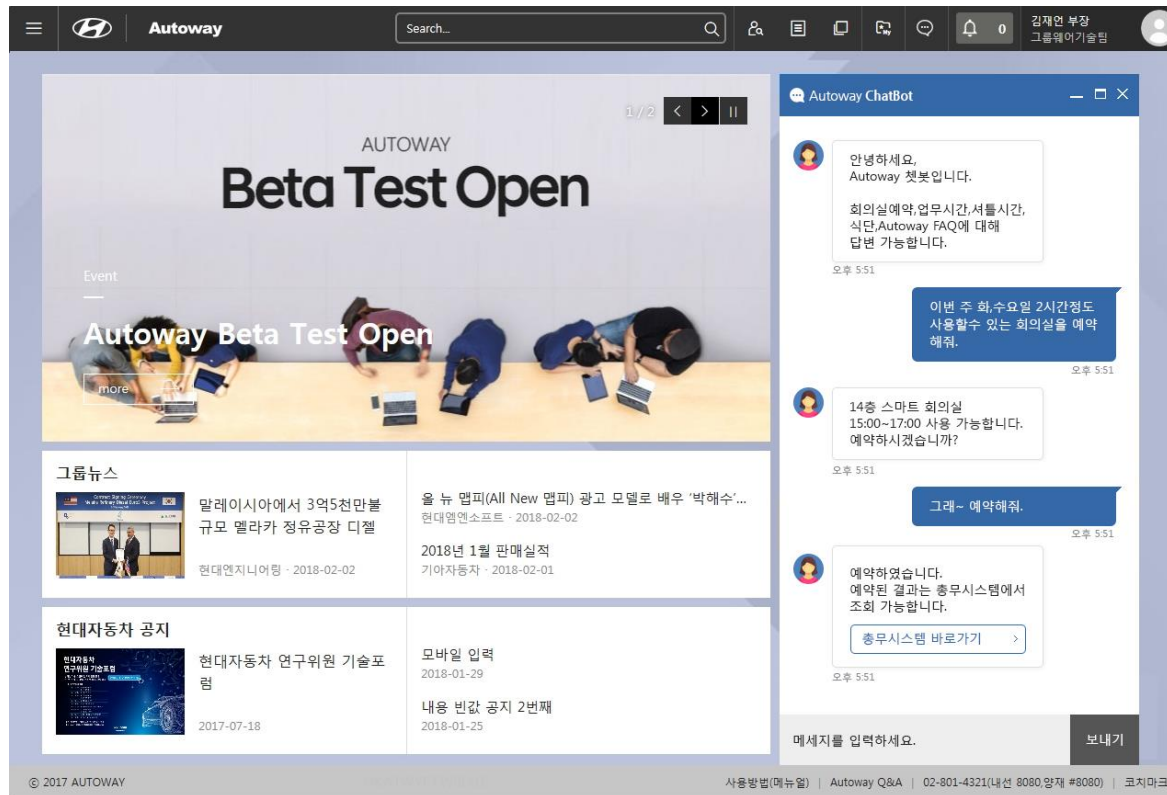 Autoway
Search...
0
김재언 부장
그룹웨어기술팀
1 / 2
AUTOWAY
Beta Test Open
Event
Autoway Beta Test Open
more
그룹뉴스
말레이시아에서 3억5천만불
규모 멜라카 정유공장 디젤
현대엔지니어링 · 2018-02-02
올 뉴 맵피(All New 맵피) 광고 모델로 배우 ‘박해수’...
현대엠엔소프트 · 2018-02-02
2018년 1월 판매실적
기아자동차 · 2018-02-01
현대자동차 공지
현대자동차
연구위원 기술포럼
현대자동차 연구위원 기술포
럼
2017-07-18
모바일 입력
2018-01-29
내용 빈값 공지 2번째
2018-01-25
Autoway ChatBot
안녕하세요,
Autoway 쳇봇입니다.
회의실예약,업무시간,셔틀시간,
식단,Autoway FAQ에 대해
답변 가능합니다.
오후 5:51
이번 주 화,수요일 2시간정도
사용할수 있는 회의실을 예약
해줘.
오후 5:51
14층 스마트 회의실
15:00~17:00 사용 가능합니다.
예약하시겠습니까?
오후 5:51
그래~ 예약해줘.
오후 5:51
예약하였습니다.
예약된 결과는 총무시스템에서
조회 가능합니다.
총무시스템 바로가기
오후 5:51
메세지를 입력하세요.
보내기
© 2017 AUTOWAY
사용방법(메뉴얼) | Autoway Q&A | 02-801-4321(내선 8080,양재 #8080) | 코치마크